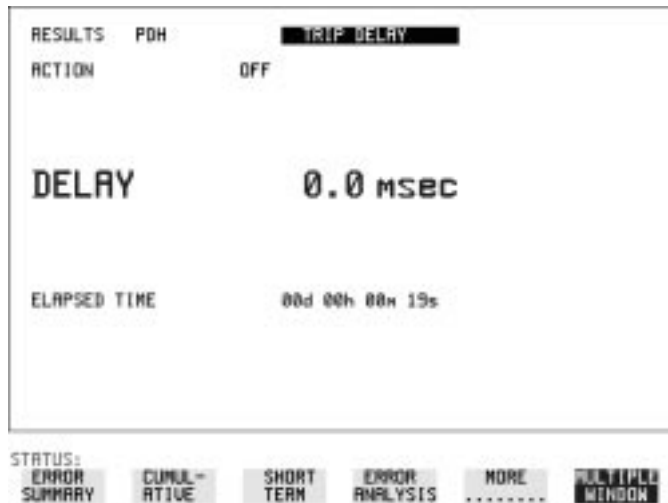 RESULTS PDH TRIP DELAY
ACTION OFF
DELAY 0.0 msec
ELAPSED TIME 00d 00h 00m 19s
STATUS:
ERROR SUMMARY CUMUL-ATIVE SHORT TERM ERROR ANALYSIS MORE ........ MULTIPLE WINDOW